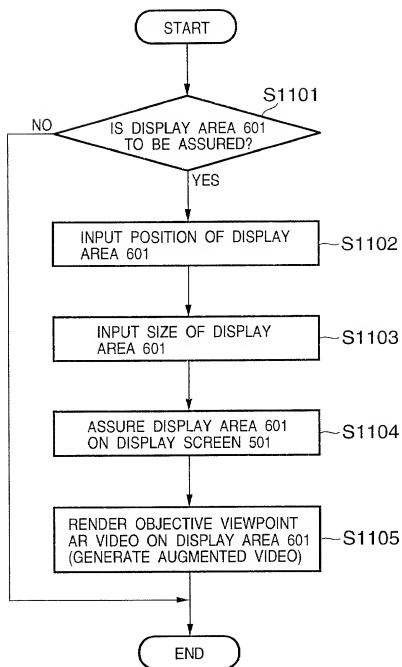 START
S1101
NO
IS DISPLAY AREA 601
TO BE ASSURED?
YES
INPUT POSITION OF DISPLAY
AREA 601
S1102
INPUT SIZE OF DISPLAY
AREA 601
S1103
ASSURE DISPLAY AREA 601
ON DISPLAY SCREEN 501
S1104
RENDER OBJECTIVE VIEWPOINT
AR VIDEO ON DISPLAY AREA 601
(GENERATE AUGMENTED VIDEO)
S1105
END